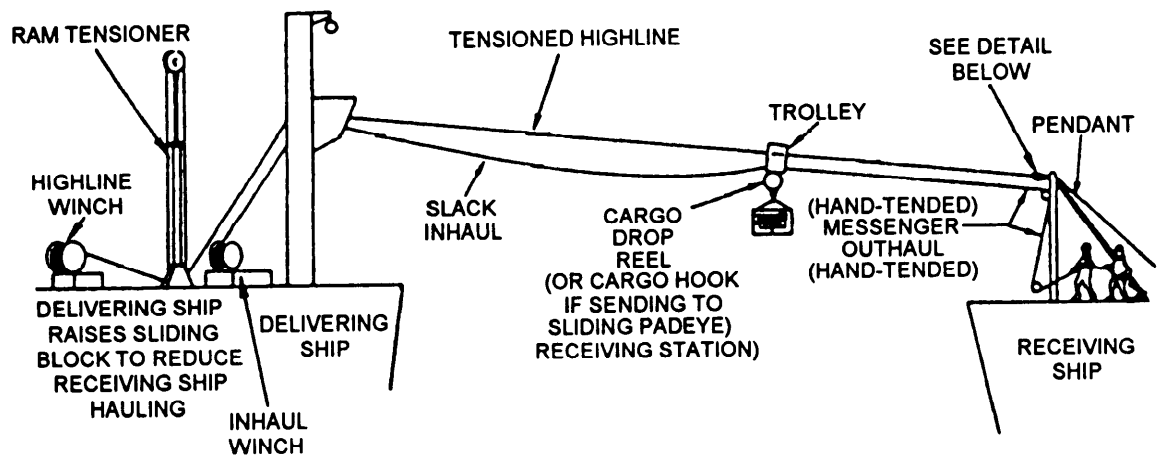 RAM TENSIONER
TENSIONED HIGHLINE
SEE DETAIL
BELOW
TROLLEY
PENDANT
HIGHLINE
WINCH
SLACK
INHAUL
CARGO
DROP
REEL
(OR CARGO HOOK
IF SENDING TO
SLIDING PADEYE)
RECEIVING STATION)
(HAND-TENDED)
MESSENGER
OUTHAUL
(HAND-TENDED)
DELIVERING SHIP
RAISES SLIDING
BLOCK TO REDUCE
RECEIVING SHIP
HAULING
DELIVERING
SHIP
INHAUL
WINCH
RECEIVING
SHIP